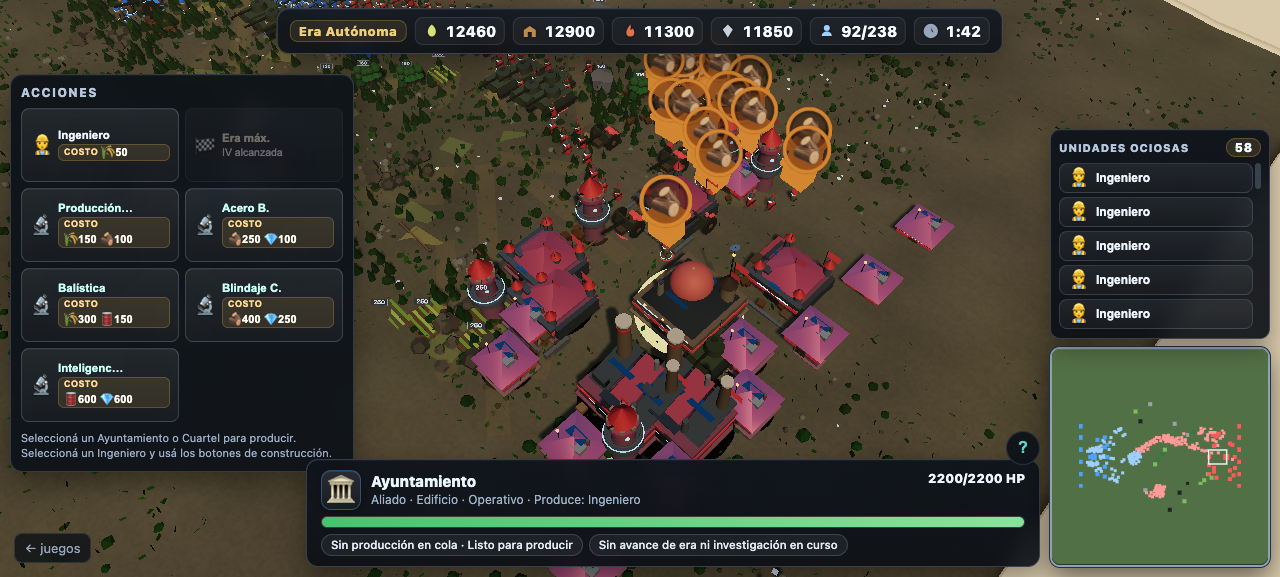 Era Autónoma
12460
12900
11300
11850
92/238
1:42
ACCIONES
Ingeniero
COSTO 50
Era máx.
IV alcanzada
Producción...
COSTO
150 100
Acero B.
COSTO
250 100
Balística
COSTO
300 150
Blindaje C.
COSTO
400 250
Inteligenc...
COSTO
600 600
Seleccioná un Ayuntamiento o Cuartel para producir.
Seleccioná un Ingeniero y usá los botones de construcción.
UNIDADES OCIOSAS 58
Ingeniero
Ingeniero
Ingeniero
Ingeniero
Ingeniero
250
250
250
260
?
Ayuntamiento
2200/2200 HP
Aliado · Edificio · Operativo · Produce: Ingeniero
Sin producción en cola · Listo para producir
Sin avance de era ni investigación en curso
← juegos